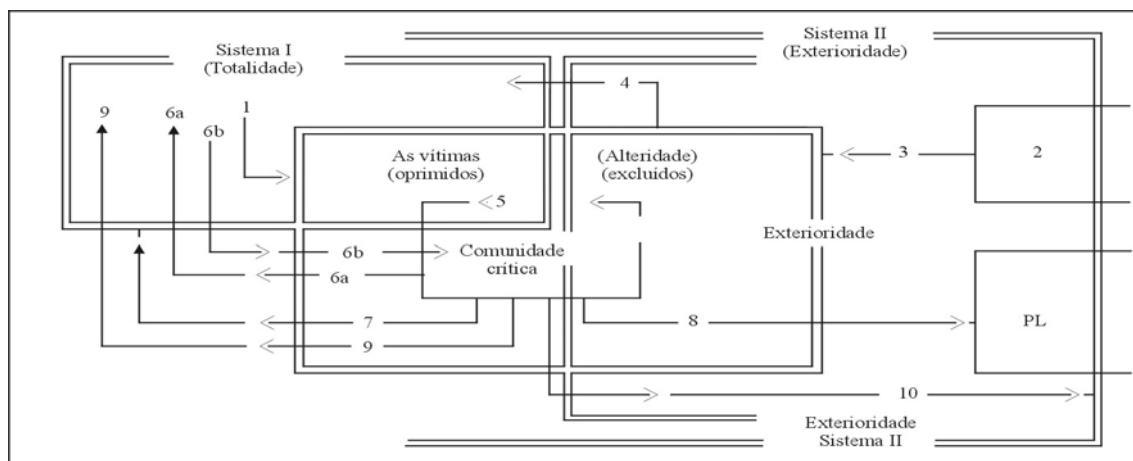 Sistema II
(Exterioridade)
Sistema I
(Totalidade)
4
9
6a
6b
1
3
2
As vítimas
(oprimidos)
(Alteridade)
(excluídos)
5
Exterioridade
6b
Comunidade
crítica
6a
7
8
PL
9
10
Exterioridade
Sistema II